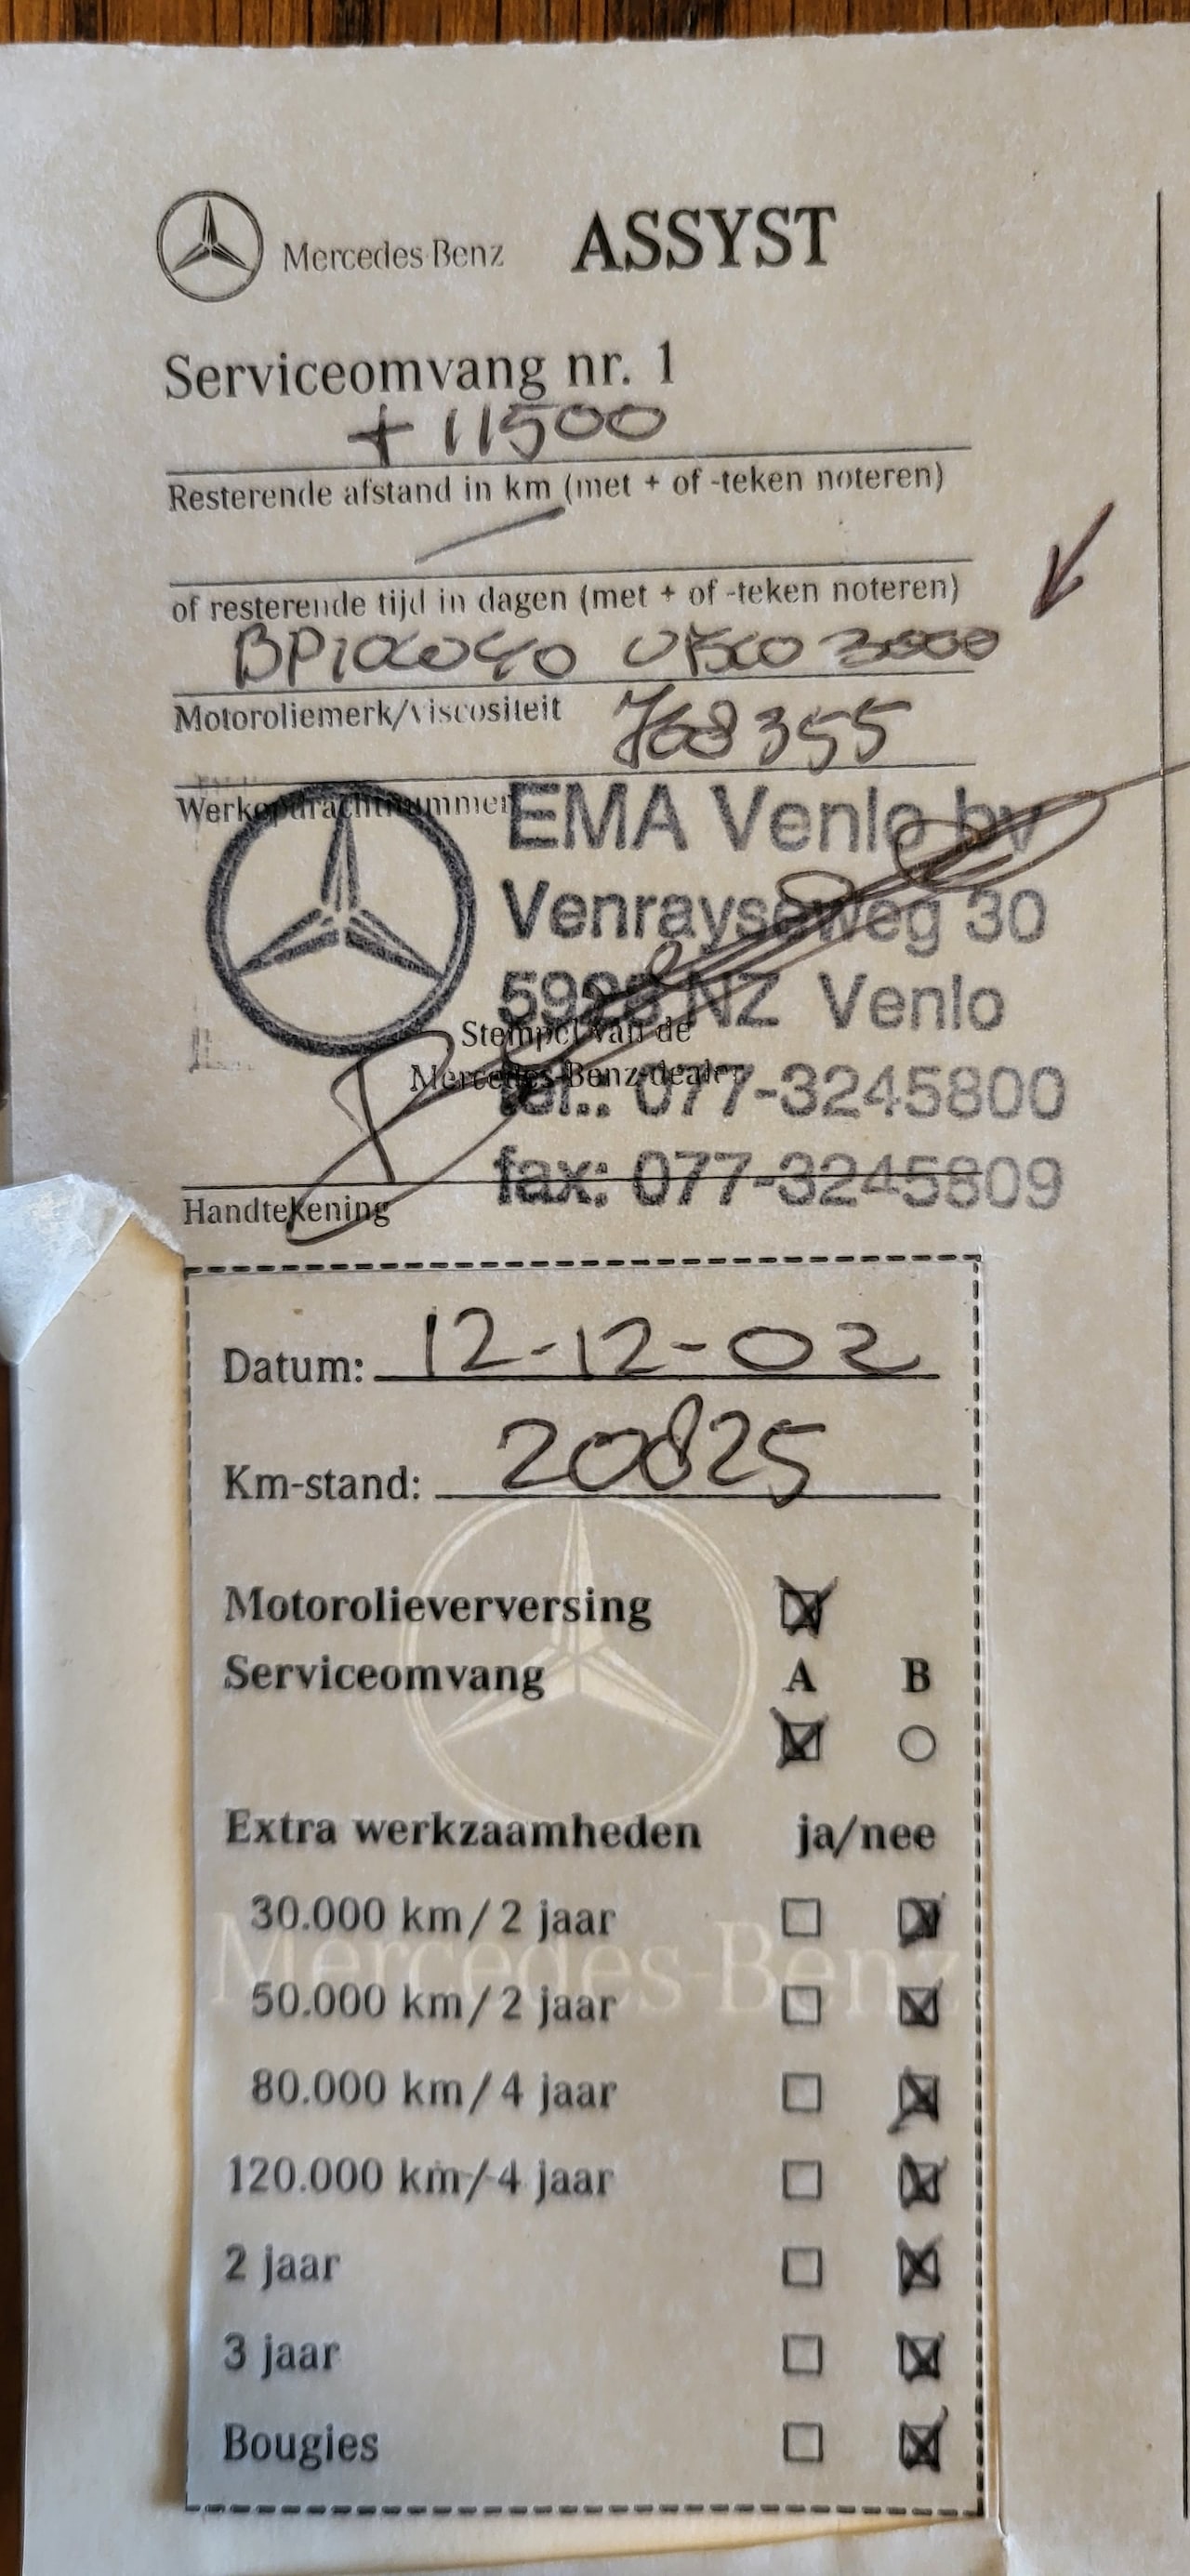 Mercedes-Benz ASSYST
Serviceomvang nr. 1
+ 11500
Resterende afstand in km (met + of -teken noteren)
of resterende tijd in dagen (met + of -teken noteren)
3000
Motoroliemerk/viscositeit 768355
Werkopdrachtnummer
EMA Venlo bv
Venrayseweg 30
5928 NZ Venlo
Stempel van de
Mercedes-Benz-dealer
tel.: 077-3245800
fax: 077-3245809
Handtekening
Datum: 12-12-02
Km-stand: 20825
Motorolieverversing
Serviceomvang A B
Extra werkzaamheden ja/nee
30.000 km/2 jaar
Mercedes-Benz
50.000 km/2 jaar
80.000 km/4 jaar
120.000 km/4 jaar
2 jaar
3 jaar
Bougies